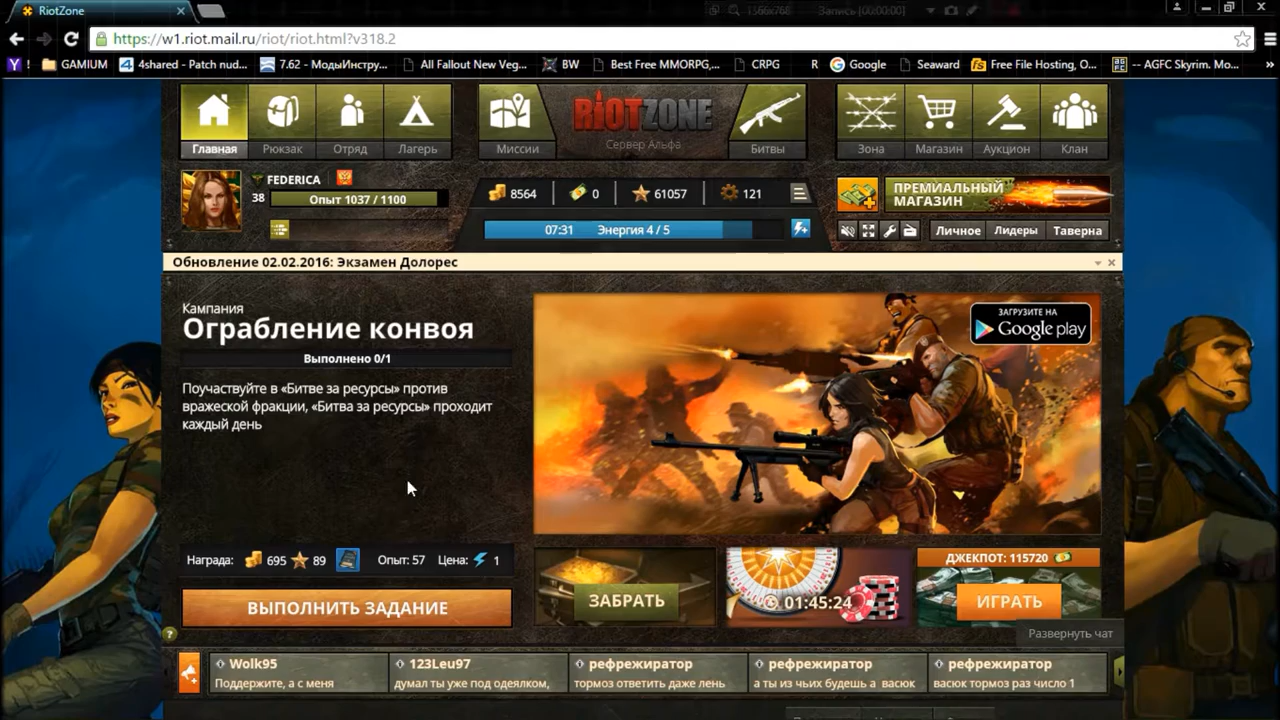 RiotZone
1366x768
Запись [00:00:00]
https://w1.riot.mail.ru/riot/riot.html?v318.2
GAMIUM
4shared - Patch nud...
7.62 - МодыИнстру...
All Fallout New Veg...
BW
Best Free MMORPG,...
CRPG
R
Google
Seaward
Free File Hosting, O...
-- AGFC Skyrim. Mo...
»
Главная
Рюкзак
Отряд
Лагерь
Миссии
RIOTZONE
Сервер Альфа
Битвы
Зона
Магазин
Аукцион
Клан
FEDERICA
38
Опыт 1037 / 1100
8564
0
61057
121
07:31 Энергия 4 / 5
ПРЕМИАЛЬНЫЙ
МАГАЗИН
Личное
Лидеры
Таверна
Обновление 02.02.2016: Экзамен Долорес
Кампания
Ограбление конвоя
Выполнено 0/1
Поучаствуйте в «Битве за ресурсы» против
вражеской фракции, «Битва за ресурсы» проходит
каждый день
ЗАГРУЗИТЕ НА
Google play
Награда: 695 89 Опыт: 57 Цена: 1
ВЫПОЛНИТЬ ЗАДАНИЕ
ЗАБРАТЬ
01:45:24
ДЖЕКПОТ: 115720
ИГРАТЬ
?
Развернуть чат
Wolk95
Поддержите, а с меня
123Leu97
думал ты уже под одеялком,
рефрежиратор
тормоз ответить даже лень
рефрежиратор
а ты из чьих будешь а васюк
рефрежиратор
васюк тормоз раз число 1